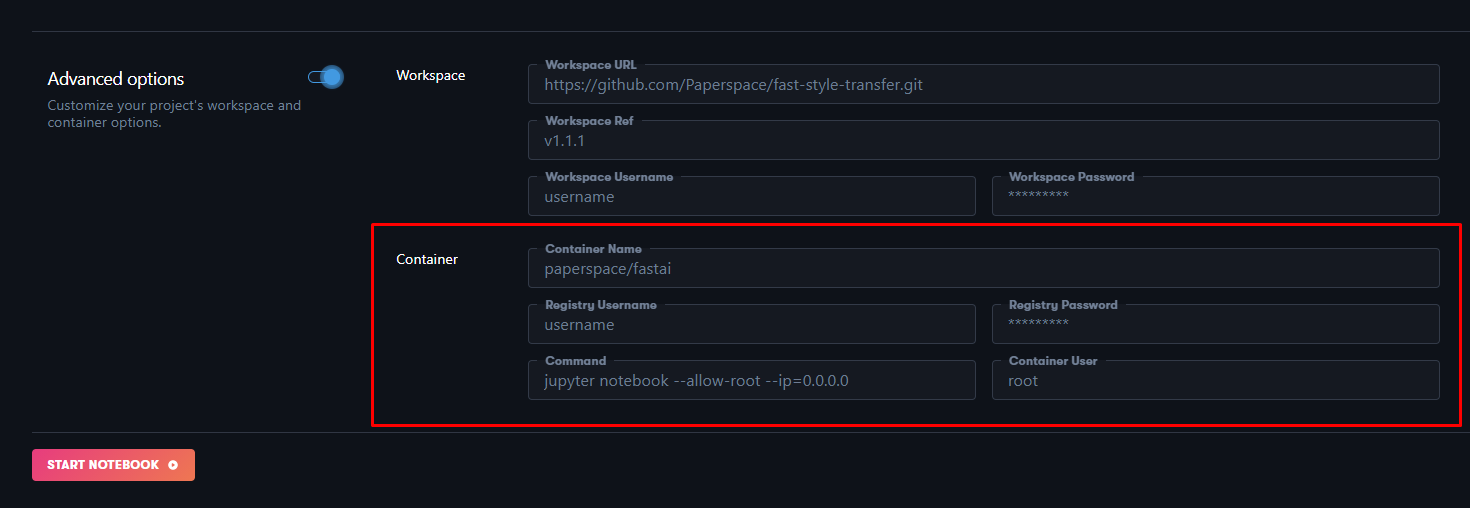 Advanced options
Customize your project's workspace and
container options.
Workspace
Workspace URL
https://github.com/Paperspace/fast-style-transfer.git
Workspace Ref
v1.1.1
Workspace Username
username
Workspace Password
*********
Container
Container Name
paperspace/fastai
Registry Username
username
Registry Password
*********
Command
jupyter notebook --allow-root --ip=0.0.0.0
Container User
root
START NOTEBOOK